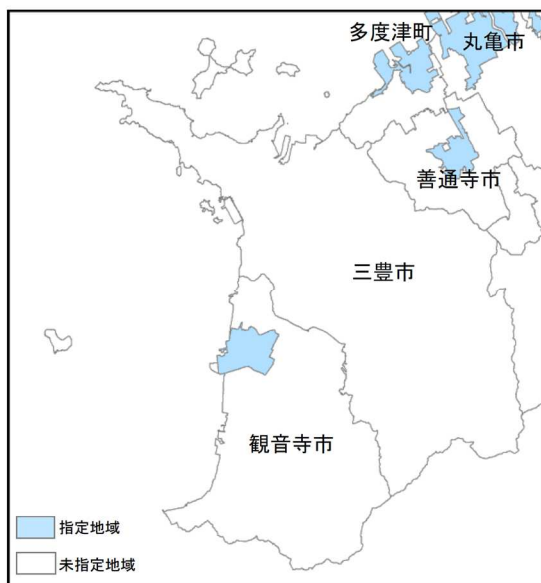 多度津町
丸亀市
善通寺市
三豊市
観音寺市
指定地域
未指定地域